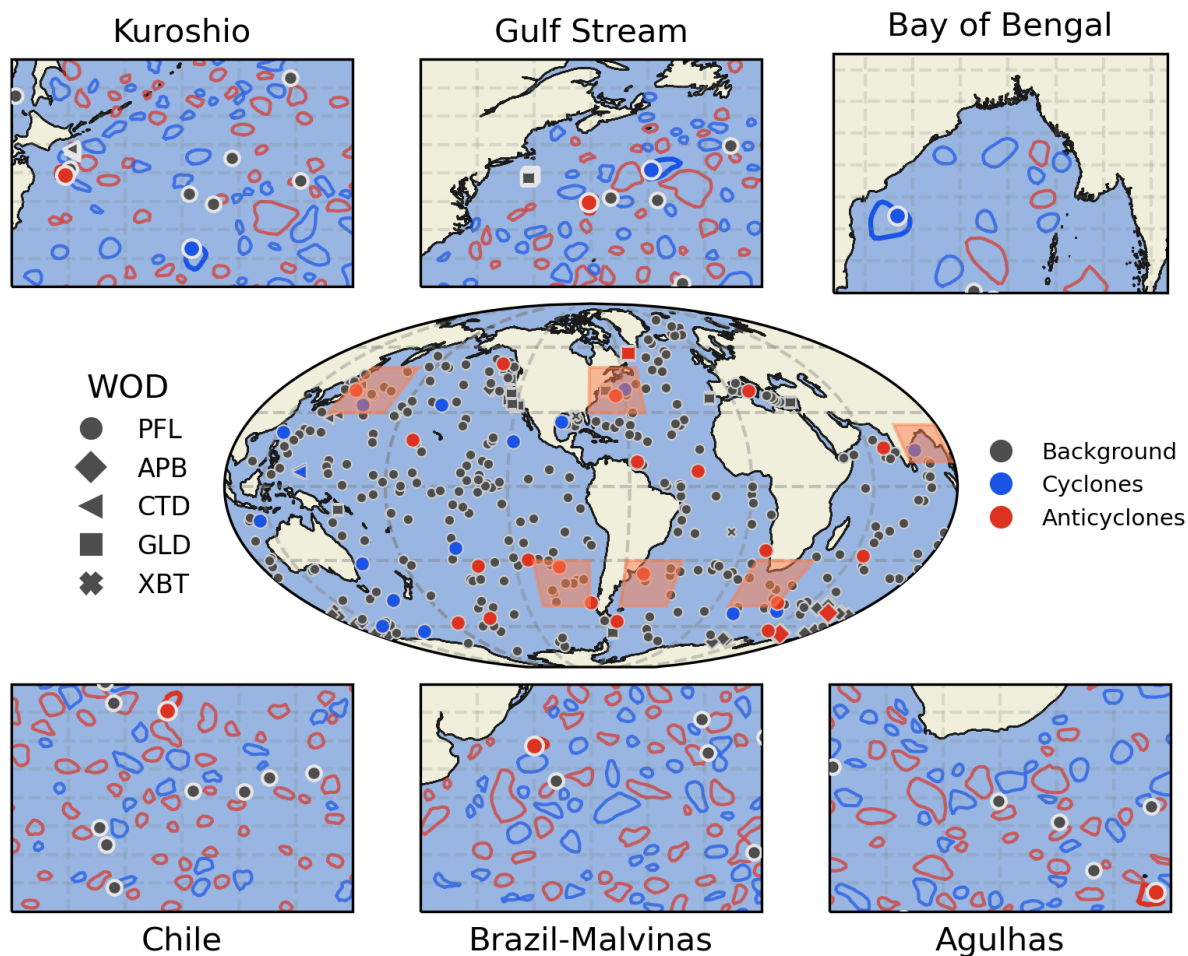 Kuroshio
Gulf Stream
Bay of Bengal
WOD
PFL
APB
CTD
GLD
XBT
Background
Cyclones
Anticyclones
Chile
Brazil-Malvinas
Agulhas